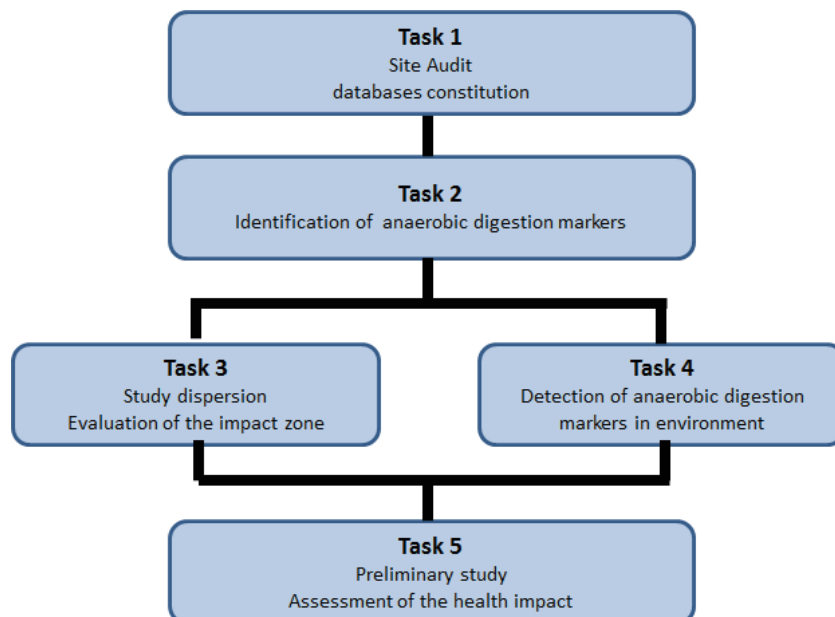 Task 1
Site Audit
databases constitution
Task 2
Identification of anaerobic digestion markers
Task 3
Study dispersion
Evaluation of the impact zone
Task 4
Detection of anaerobic digestion
markers in environment
Task 5
Preliminary study
Assessment of the health impact